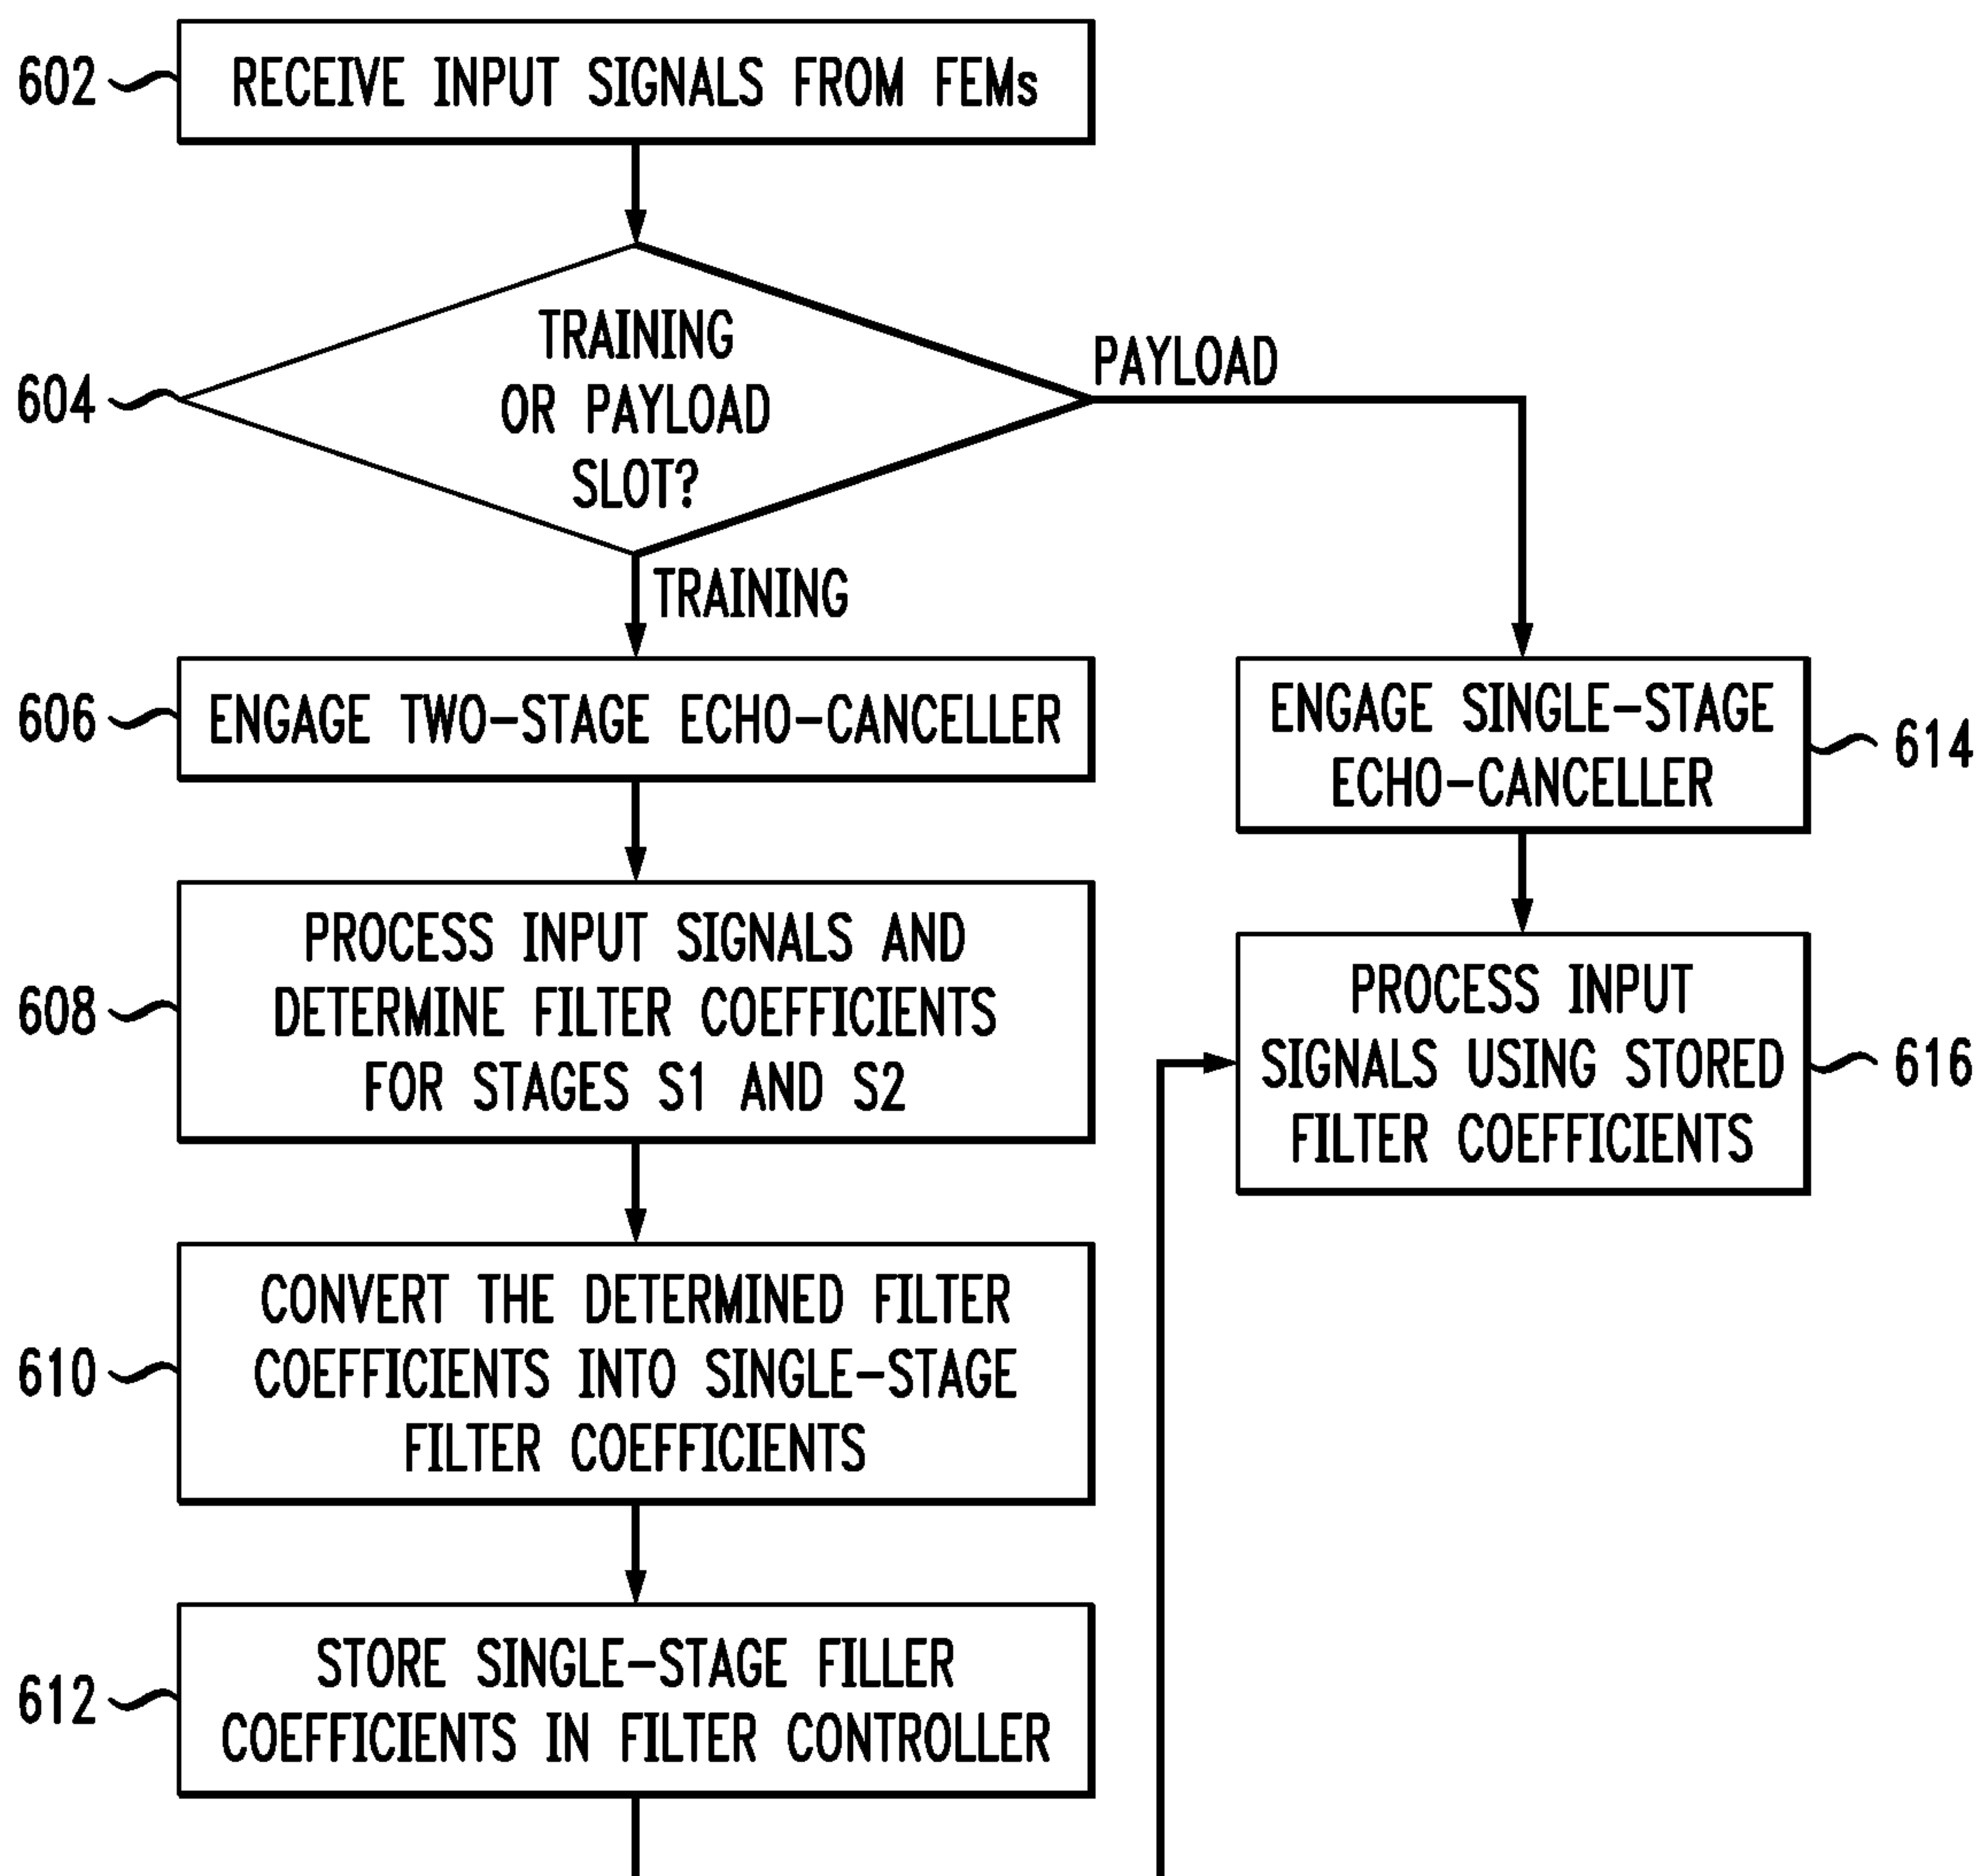 602
RECEIVE INPUT SIGNALS FROM FEMs
604
TRAINING
OR PAYLOAD
SLOT?
PAYLOAD
TRAINING
606
ENGAGE TWO-STAGE ECHO-CANCELLER
608
PROCESS INPUT SIGNALS AND
DETERMINE FILTER COEFFICIENTS
FOR STAGES S1 AND S2
610
CONVERT THE DETERMINED FILTER
COEFFICIENTS INTO SINGLE-STAGE
FILTER COEFFICIENTS
612
STORE SINGLE-STAGE FILLER
COEFFICIENTS IN FILTER CONTROLLER
ENGAGE SINGLE-STAGE
ECHO-CANCELLER
614
PROCESS INPUT
SIGNALS USING STORED
FILTER COEFFICIENTS
616